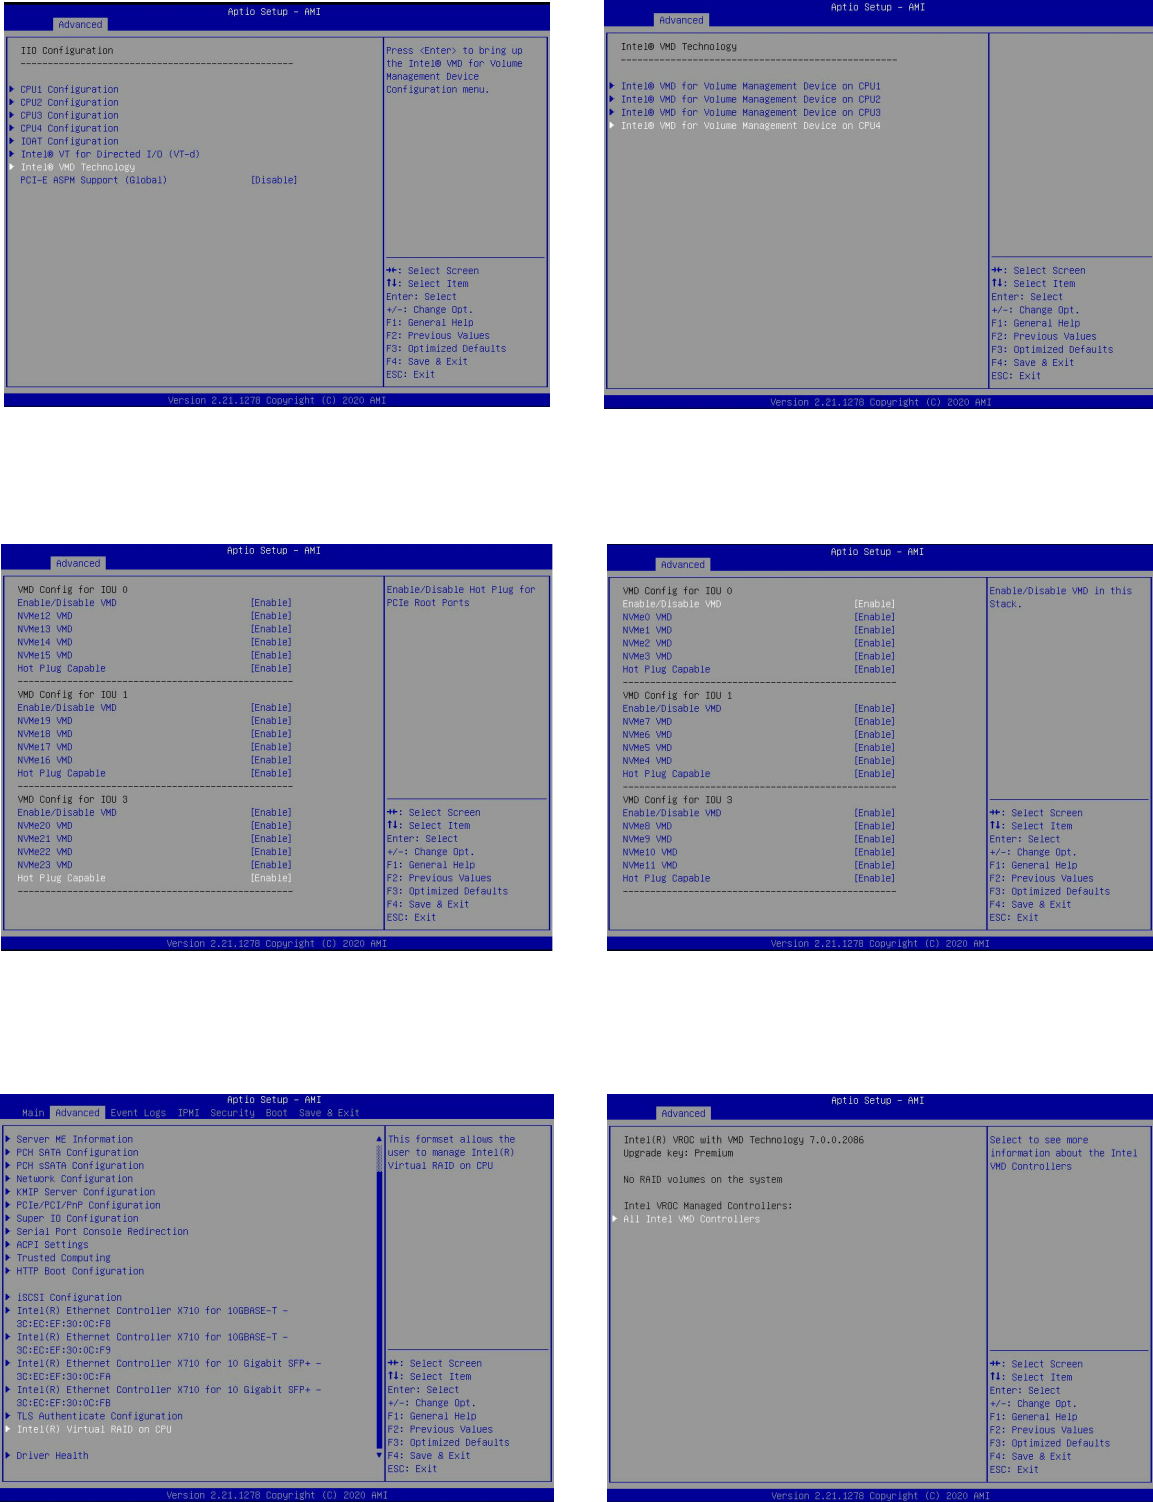 Aptio Setup – AMI
Advanced
IIO Configuration
--------------------------------------------------
CPU1 Configuration
CPU2 Configuration
CPU3 Configuration
CPU4 Configuration
IOAT Configuration
Intel® VT for Directed I/O (VT-d)
Intel® VMD Technology
PCI-E ASPM Support (Global) [Disable]
Press <Enter> to bring up
the Intel® VMD for Volume
Management Device
Configuration menu.
→←: Select Screen
↑↓: Select Item
Enter: Select
+/-: Change Opt.
F1: General Help
F2: Previous Values
F3: Optimized Defaults
F4: Save & Exit
ESC: Exit
Version 2.21.1278 Copyright (C) 2020 AMI
Aptio Setup – AMI
Advanced
Intel® VMD Technology
--------------------------------------------------
Intel® VMD for Volume Management Device on CPU1
Intel® VMD for Volume Management Device on CPU2
Intel® VMD for Volume Management Device on CPU3
Intel® VMD for Volume Management Device on CPU4
→←: Select Screen
↑↓: Select Item
Enter: Select
+/-: Change Opt.
F1: General Help
F2: Previous Values
F3: Optimized Defaults
F4: Save & Exit
ESC: Exit
Version 2.21.1278 Copyright (C) 2020 AMI
Aptio Setup – AMI
Advanced
VMD Config for IOU 0
Enable/Disable VMD [Enable]
NVMe12 VMD [Enable]
NVMe13 VMD [Enable]
NVMe14 VMD [Enable]
NVMe15 VMD [Enable]
Hot Plug Capable [Enable]
--------------------------------------------------
VMD Config for IOU 1
Enable/Disable VMD [Enable]
NVMe19 VMD [Enable]
NVMe18 VMD [Enable]
NVMe17 VMD [Enable]
NVMe16 VMD [Enable]
Hot Plug Capable [Enable]
--------------------------------------------------
VMD Config for IOU 3
Enable/Disable VMD [Enable]
NVMe20 VMD [Enable]
NVMe21 VMD [Enable]
NVMe22 VMD [Enable]
NVMe23 VMD [Enable]
Hot Plug Capable [Enable]
--------------------------------------------------
Enable/Disable Hot Plug for
PCIe Root Ports
→←: Select Screen
↑↓: Select Item
Enter: Select
+/-: Change Opt.
F1: General Help
F2: Previous Values
F3: Optimized Defaults
F4: Save & Exit
ESC: Exit
Version 2.21.1278 Copyright (C) 2020 AMI
Aptio Setup – AMI
Advanced
VMD Config for IOU 0
Enable/Disable VMD [Enable]
NVMe0 VMD [Enable]
NVMe1 VMD [Enable]
NVMe2 VMD [Enable]
NVMe3 VMD [Enable]
Hot Plug Capable [Enable]
--------------------------------------------------
VMD Config for IOU 1
Enable/Disable VMD [Enable]
NVMe7 VMD [Enable]
NVMe6 VMD [Enable]
NVMe5 VMD [Enable]
NVMe4 VMD [Enable]
Hot Plug Capable [Enable]
--------------------------------------------------
VMD Config for IOU 3
Enable/Disable VMD [Enable]
NVMe8 VMD [Enable]
NVMe9 VMD [Enable]
NVMe10 VMD [Enable]
NVMe11 VMD [Enable]
Hot Plug Capable [Enable]
--------------------------------------------------
Enable/Disable VMD in this
Stack.
→←: Select Screen
↑↓: Select Item
Enter: Select
+/-: Change Opt.
F1: General Help
F2: Previous Values
F3: Optimized Defaults
F4: Save & Exit
ESC: Exit
Version 2.21.1278 Copyright (C) 2020 AMI
Aptio Setup – AMI
Main Advanced Event Logs IPMI Security Boot Save & Exit
Server ME Information
PCH SATA Configuration
PCH sSATA Configuration
Network Configuration
KMIP Server Configuration
PCIe/PCI/PnP Configuration
Super IO Configuration
Serial Port Console Redirection
ACPI Settings
Trusted Computing
HTTP Boot Configuration
iSCSI Configuration
Intel(R) Ethernet Controller X710 for 10GBASE-T -
3C:EC:EF:30:0C:F8
Intel(R) Ethernet Controller X710 for 10GBASE-T -
3C:EC:EF:30:0C:F9
Intel(R) Ethernet Controller X710 for 10 Gigabit SFP+ -
3C:EC:EF:30:0C:FA
Intel(R) Ethernet Controller X710 for 10 Gigabit SFP+ -
3C:EC:EF:30:0C:FB
TLS Authenticate Configuration
Intel(R) Virtual RAID on CPU
Driver Health
This formset allows the
user to manage Intel(R)
Virtual RAID on CPU
→←: Select Screen
↑↓: Select Item
Enter: Select
+/-: Change Opt.
F1: General Help
F2: Previous Values
F3: Optimized Defaults
F4: Save & Exit
ESC: Exit
Version 2.21.1278 Copyright (C) 2020 AMI
Aptio Setup – AMI
Advanced
Intel(R) VROC with VMD Technology 7.0.0.2086
Upgrade key: Premium
No RAID volumes on the system
Intel VROC Managed Controllers:
All Intel VMD Controllers
Select to see more
information about the Intel
VMD Controllers
→←: Select Screen
↑↓: Select Item
Enter: Select
+/-: Change Opt.
F1: General Help
F2: Previous Values
F3: Optimized Defaults
F4: Save & Exit
ESC: Exit
Version 2.21.1278 Copyright (C) 2020 AMI